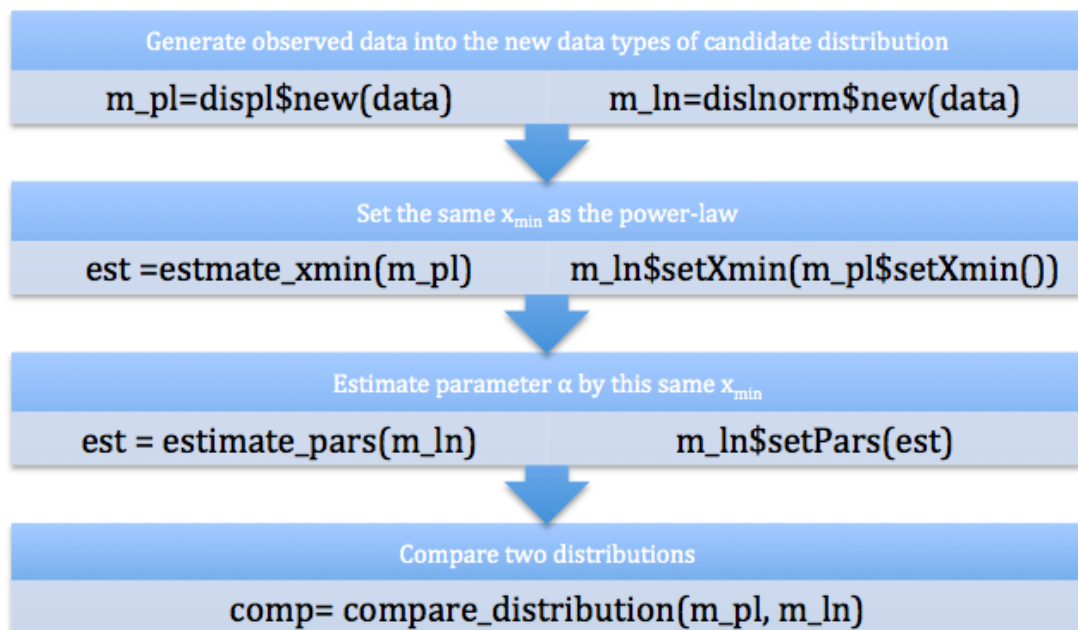 Generate observed data into the new data types of candidate distribution
m_pl=displ$new(data)
m_ln=dislnorm$new(data)
Set the same xmin as the power-law
est =estmate_xmin(m_pl)
m_ln$setXmin(m_pl$setXmin())
Estimate parameter α by this same xmin
est = estimate_pars(m_ln)
m_ln$setPars(est)
Compare two distributions
comp= compare_distribution(m_pl, m_ln)